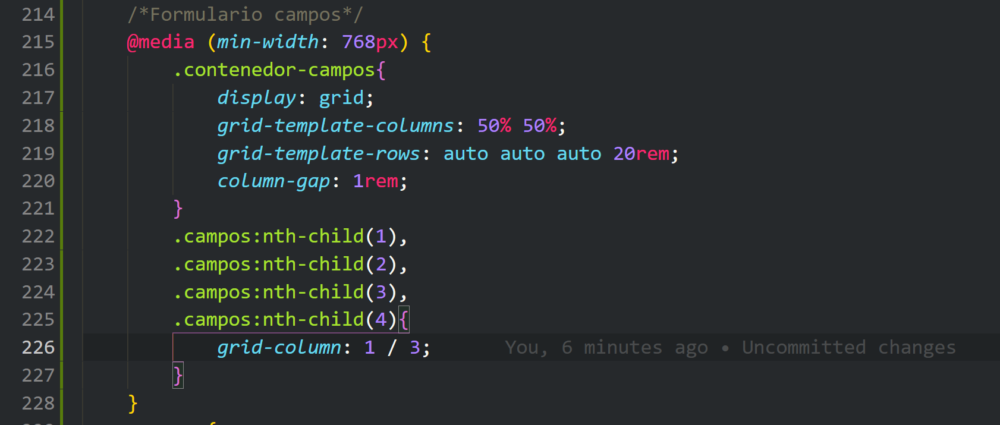 214 /*Formulario campos*/
215 @media (min-width: 768px) {
216 .contenedor-campos{
217 display: grid;
218 grid-template-columns: 50% 50%;
219 grid-template-rows: auto auto auto 20rem;
220 column-gap: 1rem;
221 }
222 .campos:nth-child(1),
223 .campos:nth-child(2),
224 .campos:nth-child(3),
225 .campos:nth-child(4){
226 grid-column: 1 / 3; You, 6 minutes ago • Uncommitted changes
227 }
228 }